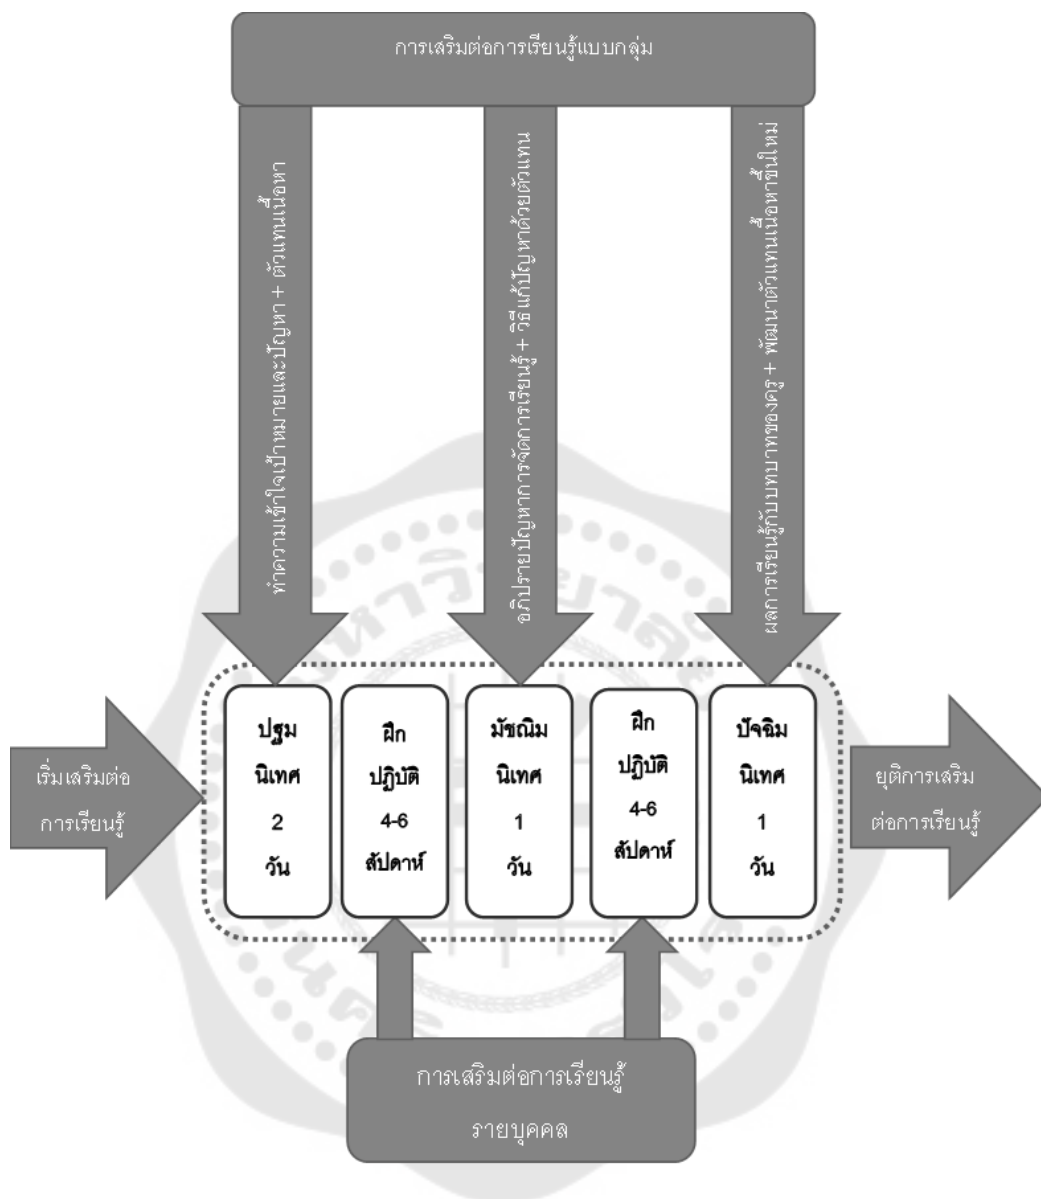 การเสริมต่อการเรียนรู้แบบกลุ่ม
ทำความเข้าใจเป้าหมายและปัญหา + ตัวแทนเนื้อหา
อภิปรายปัญหาการจัดการเรียนรู้ + วิธีแก้ปัญหาด้วยตัวแทน
ผลการเรียนรู้กับบทบาทของครู + พัฒนาตัวแทนเนื้อหาขึ้นใหม่
เริ่มเสริมต่อ
การเรียนรู้
ปฐม
นิเทศ
2
วัน
ฝึก
ปฏิบัติ
4-6
สัปดาห์
มัชณิม
นิเทศ
1
วัน
ฝึก
ปฏิบัติ
4-6
สัปดาห์
ปัจฉิม
นิเทศ
1
วัน
ยุติการเสริม
ต่อการเรียนรู้
การเสริมต่อการเรียนรู้
รายบุคคล